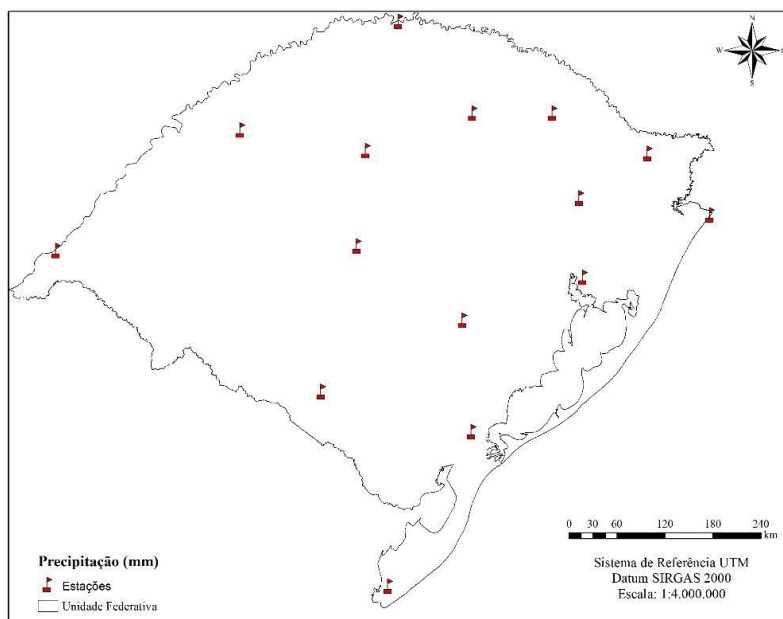 N
W
E
S
0 15 30 60 120 180 240
km
Sistema de Referência UTM
Datum SIRGAS 2000
Escala: 1:4.000.000
Precipitação (mm)
Estações
Unidade Federativa